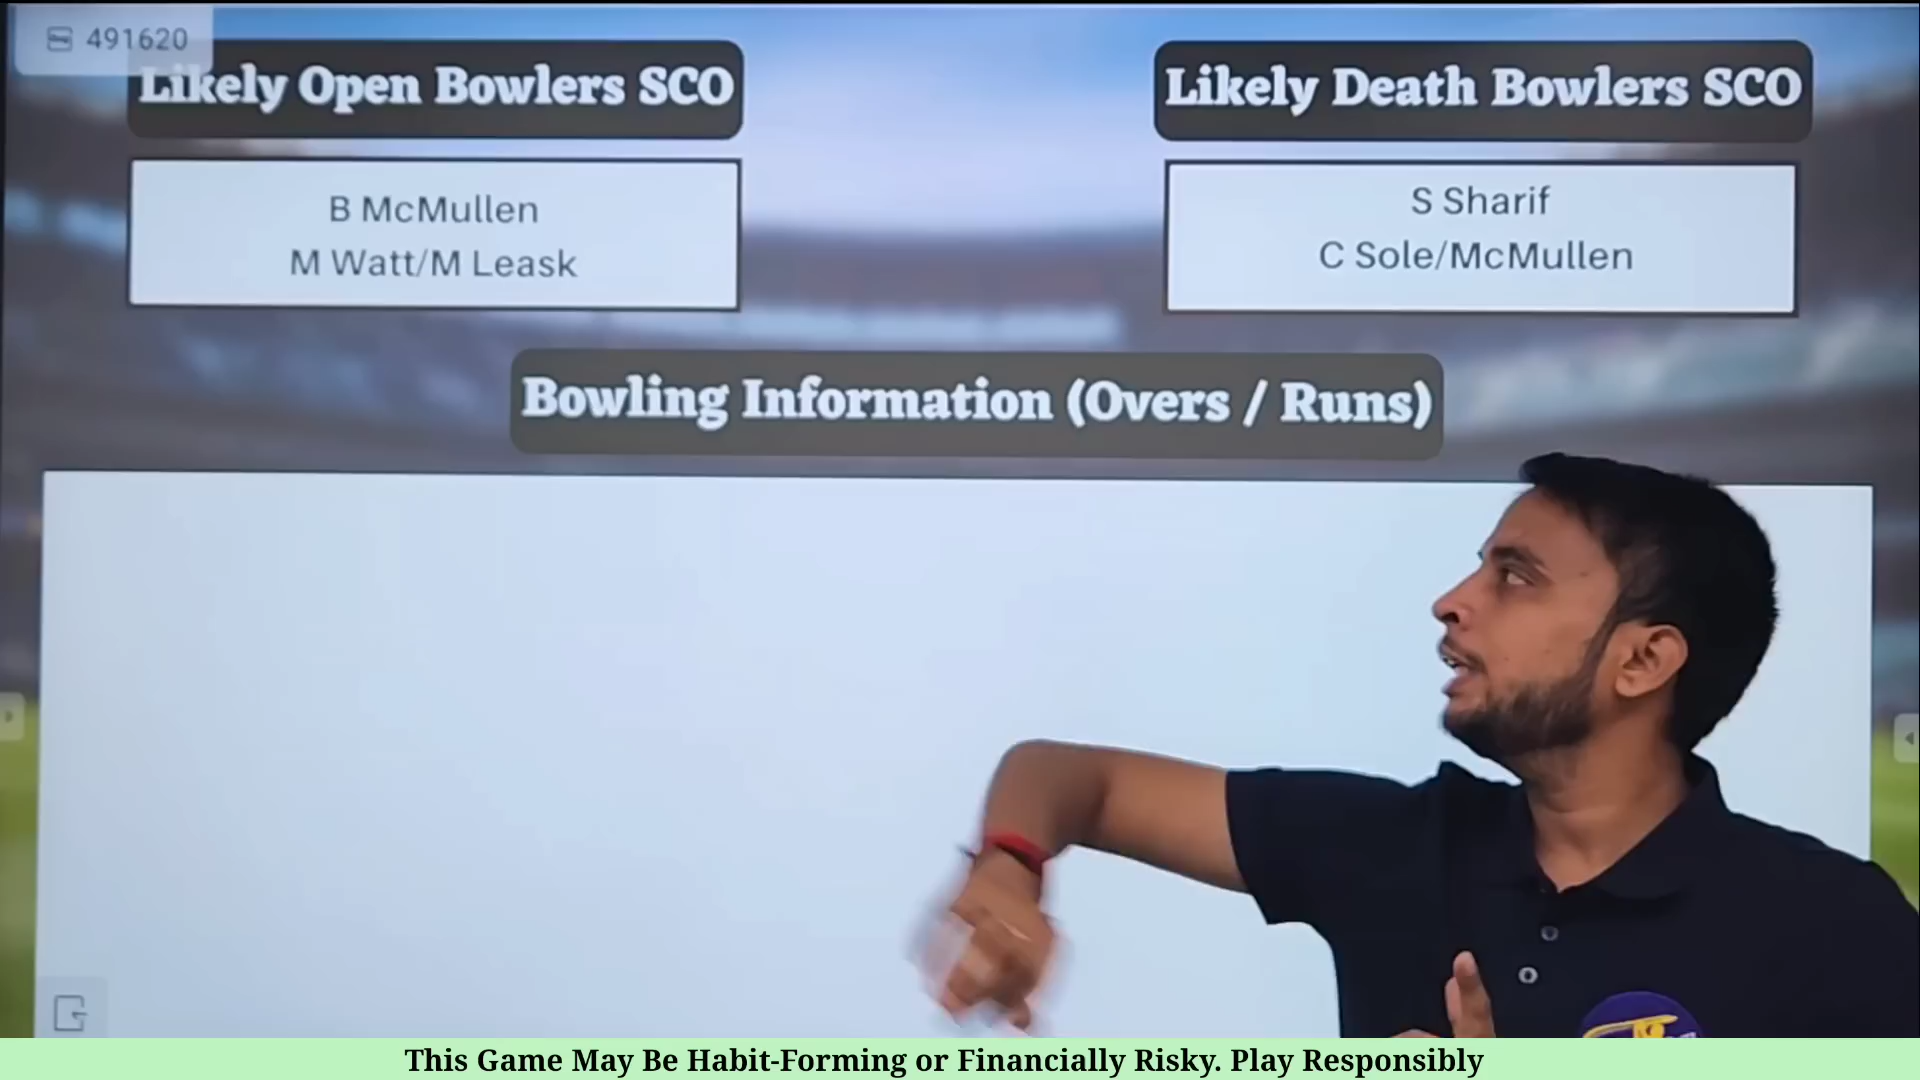 491620
Likely Open Bowlers SCO
Likely Death Bowlers SCO
B McMullen
M Watt/M Leask
S Sharif
C Sole/McMullen
Bowling Information (Overs / Runs)
This Game May Be Habit-Forming or Financially Risky. Play Responsibly